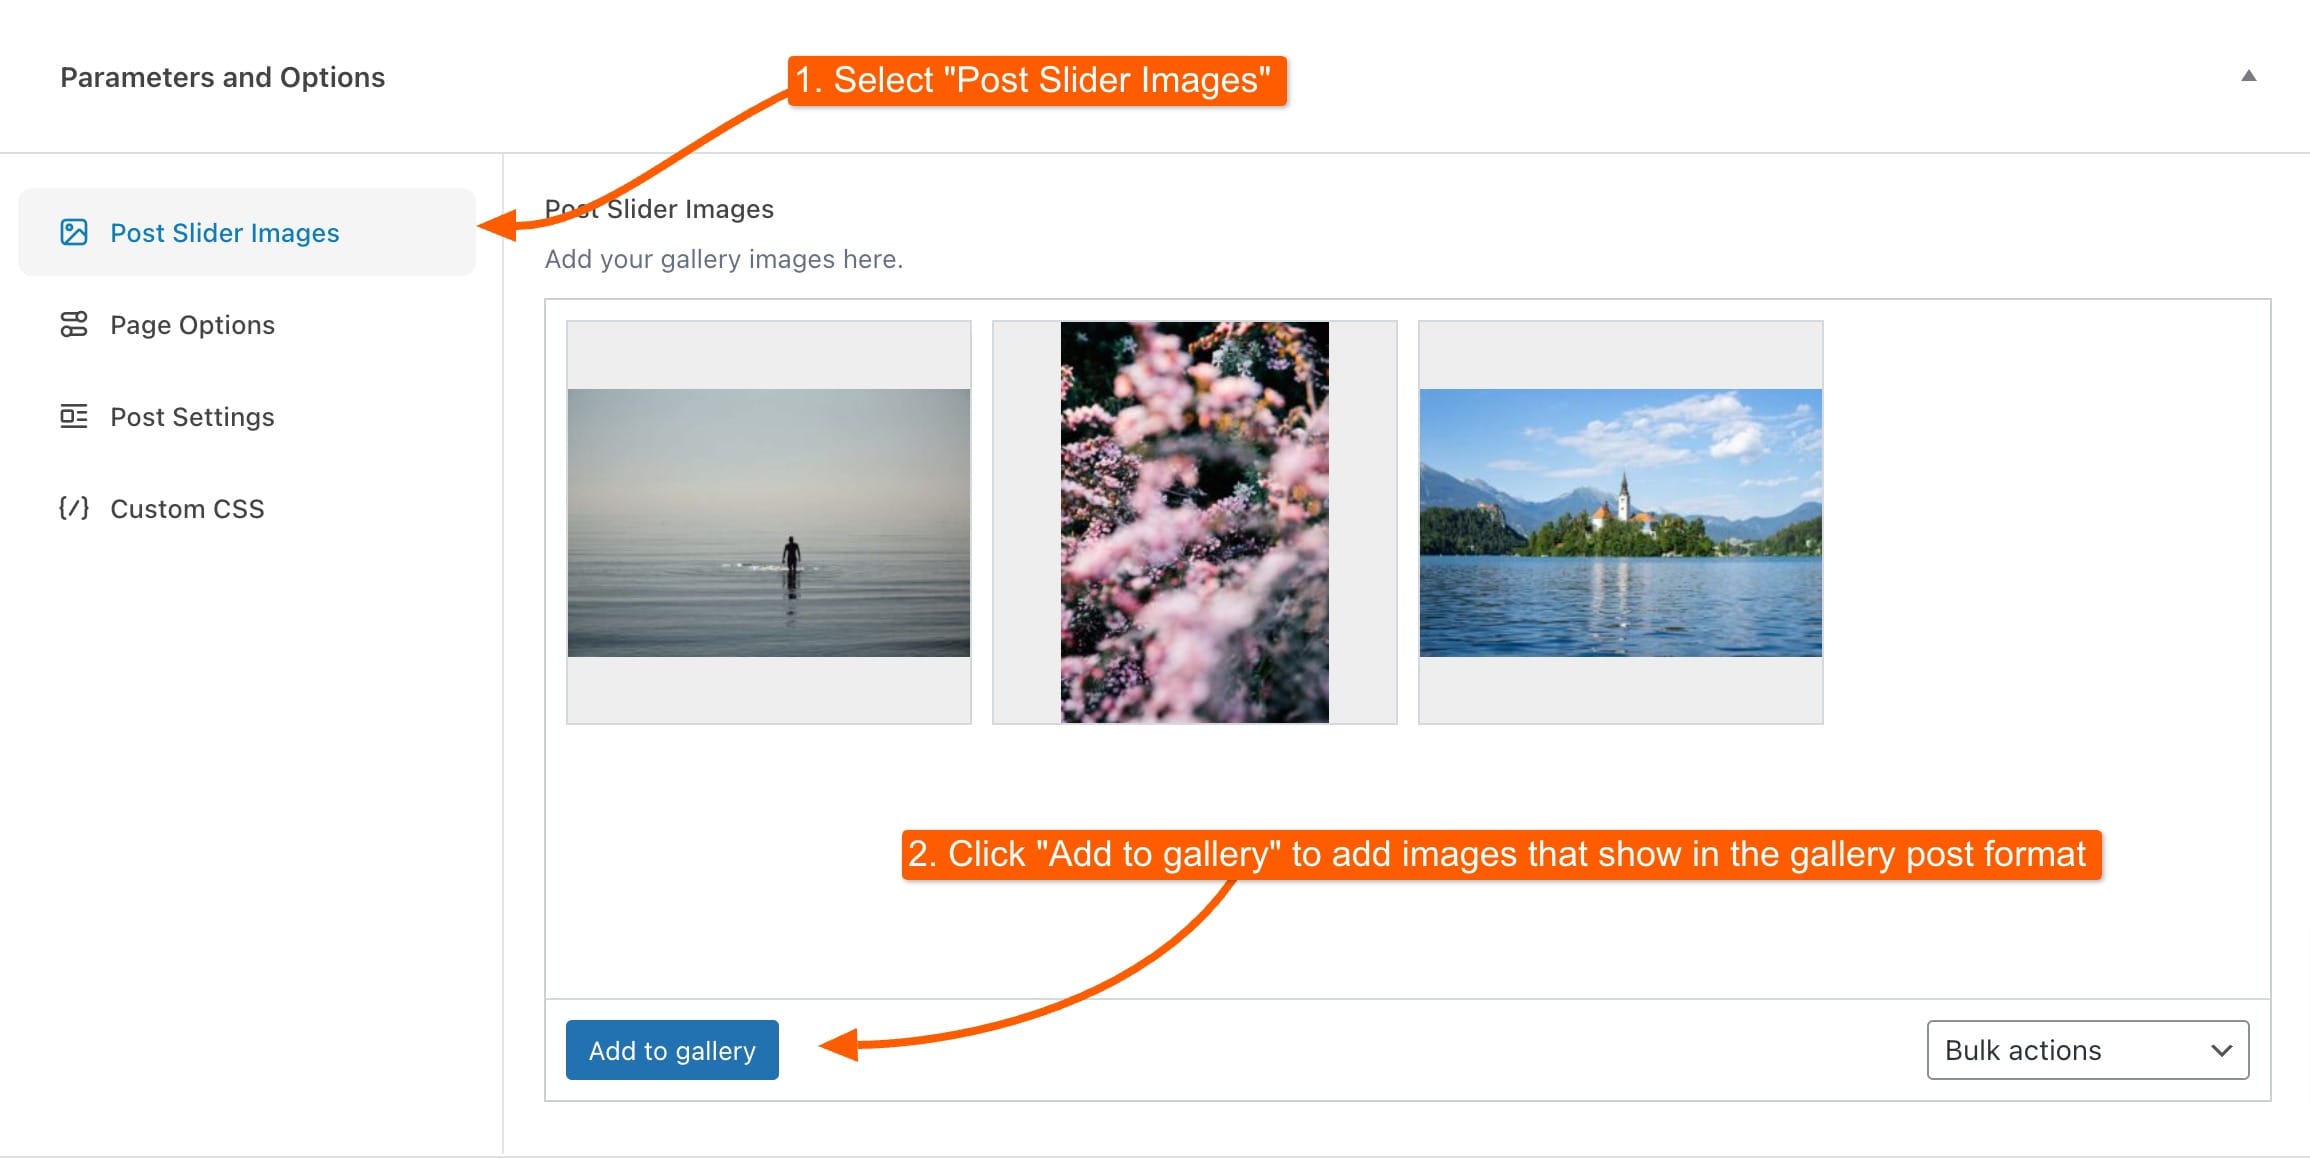 Parameters and Options
1. Select "Post Slider Images"
Post Slider Images
Page Options
Post Settings
Custom CSS
Post Slider Images
Add your gallery images here.
2. Click "Add to gallery" to add images that show in the gallery post format
Add to gallery
Bulk actions